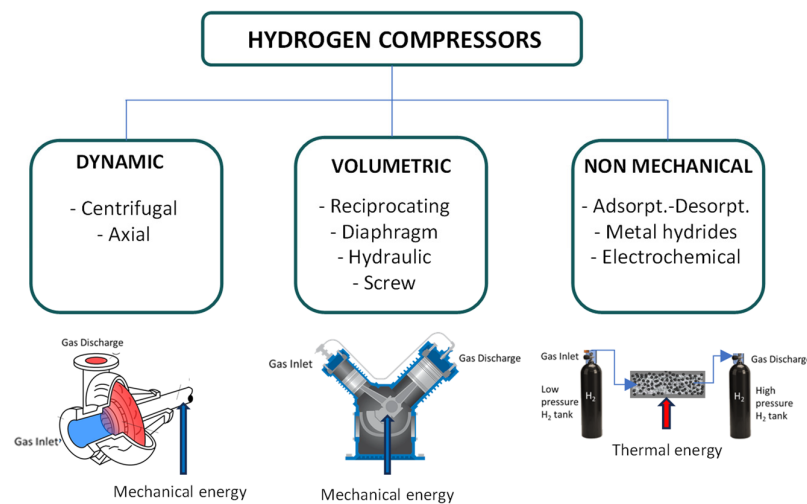 HYDROGEN COMPRESSORS
DYNAMIC
- Centrifugal
- Axial
VOLUMETRIC
- Reciprocating
- Diaphragm
- Hydraulic
- Screw
NON MECHANICAL
- Adsorpt.-Desorpt.
- Metal hydrides
- Electrochemical
Gas Discharge
Gas Inlet
Mechanical energy
Gas Inlet
Gas Discharge
Mechanical energy
Gas Inlet
Gas Discharge
Low
pressure
H₂ tank
H₂
H₂
High
pressure
H₂ tank
Thermal energy